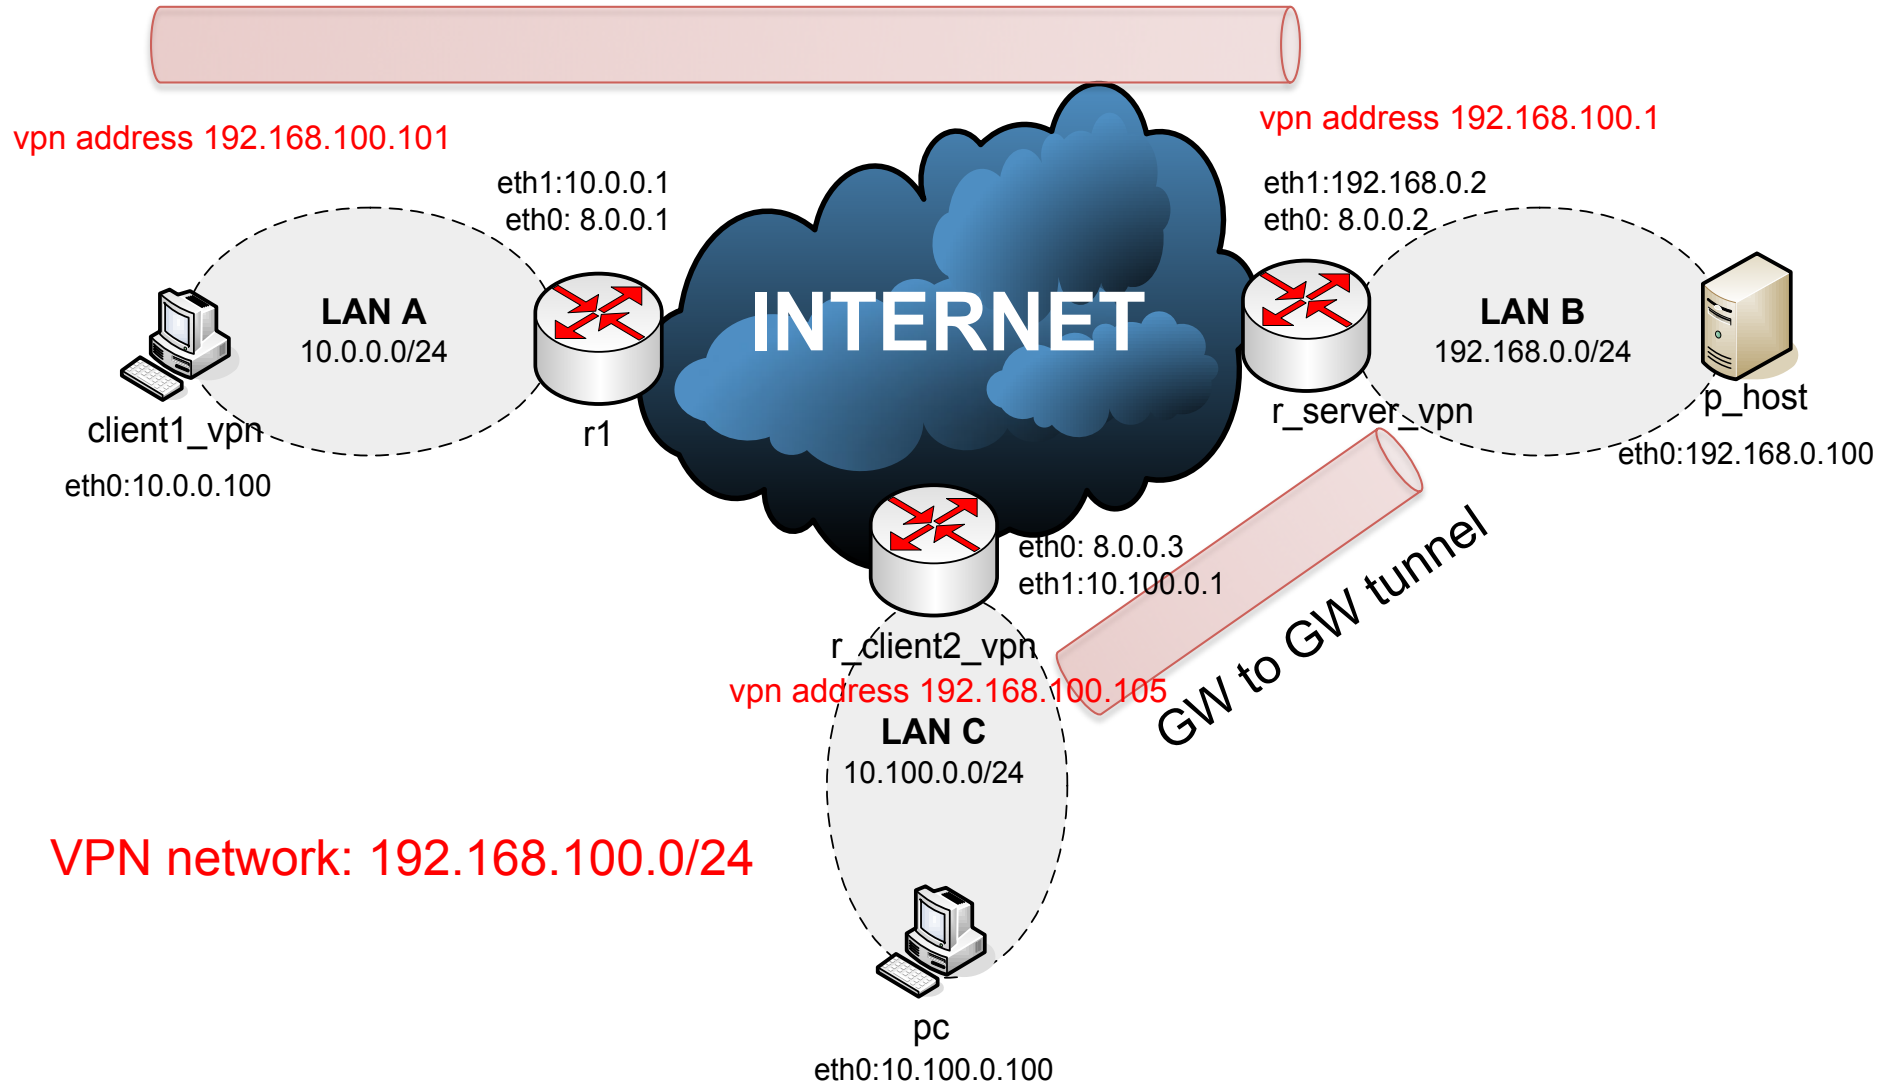 vpn address 192.168.100.101
vpn address 192.168.100.1
eth1:10.0.0.1
eth0: 8.0.0.1
eth1:192.168.0.2
eth0: 8.0.0.2
LAN A
10.0.0.0/24
INTERNET
LAN B
192.168.0.0/24
client1_vpn
eth0:10.0.0.100
r1
r_server_vpn
p_host
eth0:192.168.0.100
eth0: 8.0.0.3
eth1:10.100.0.1
GW to GW tunnel
r_client2_vpn
vpn address 192.168.100.105
LAN C
10.100.0.0/24
VPN network: 192.168.100.0/24
pc
eth0:10.100.0.100